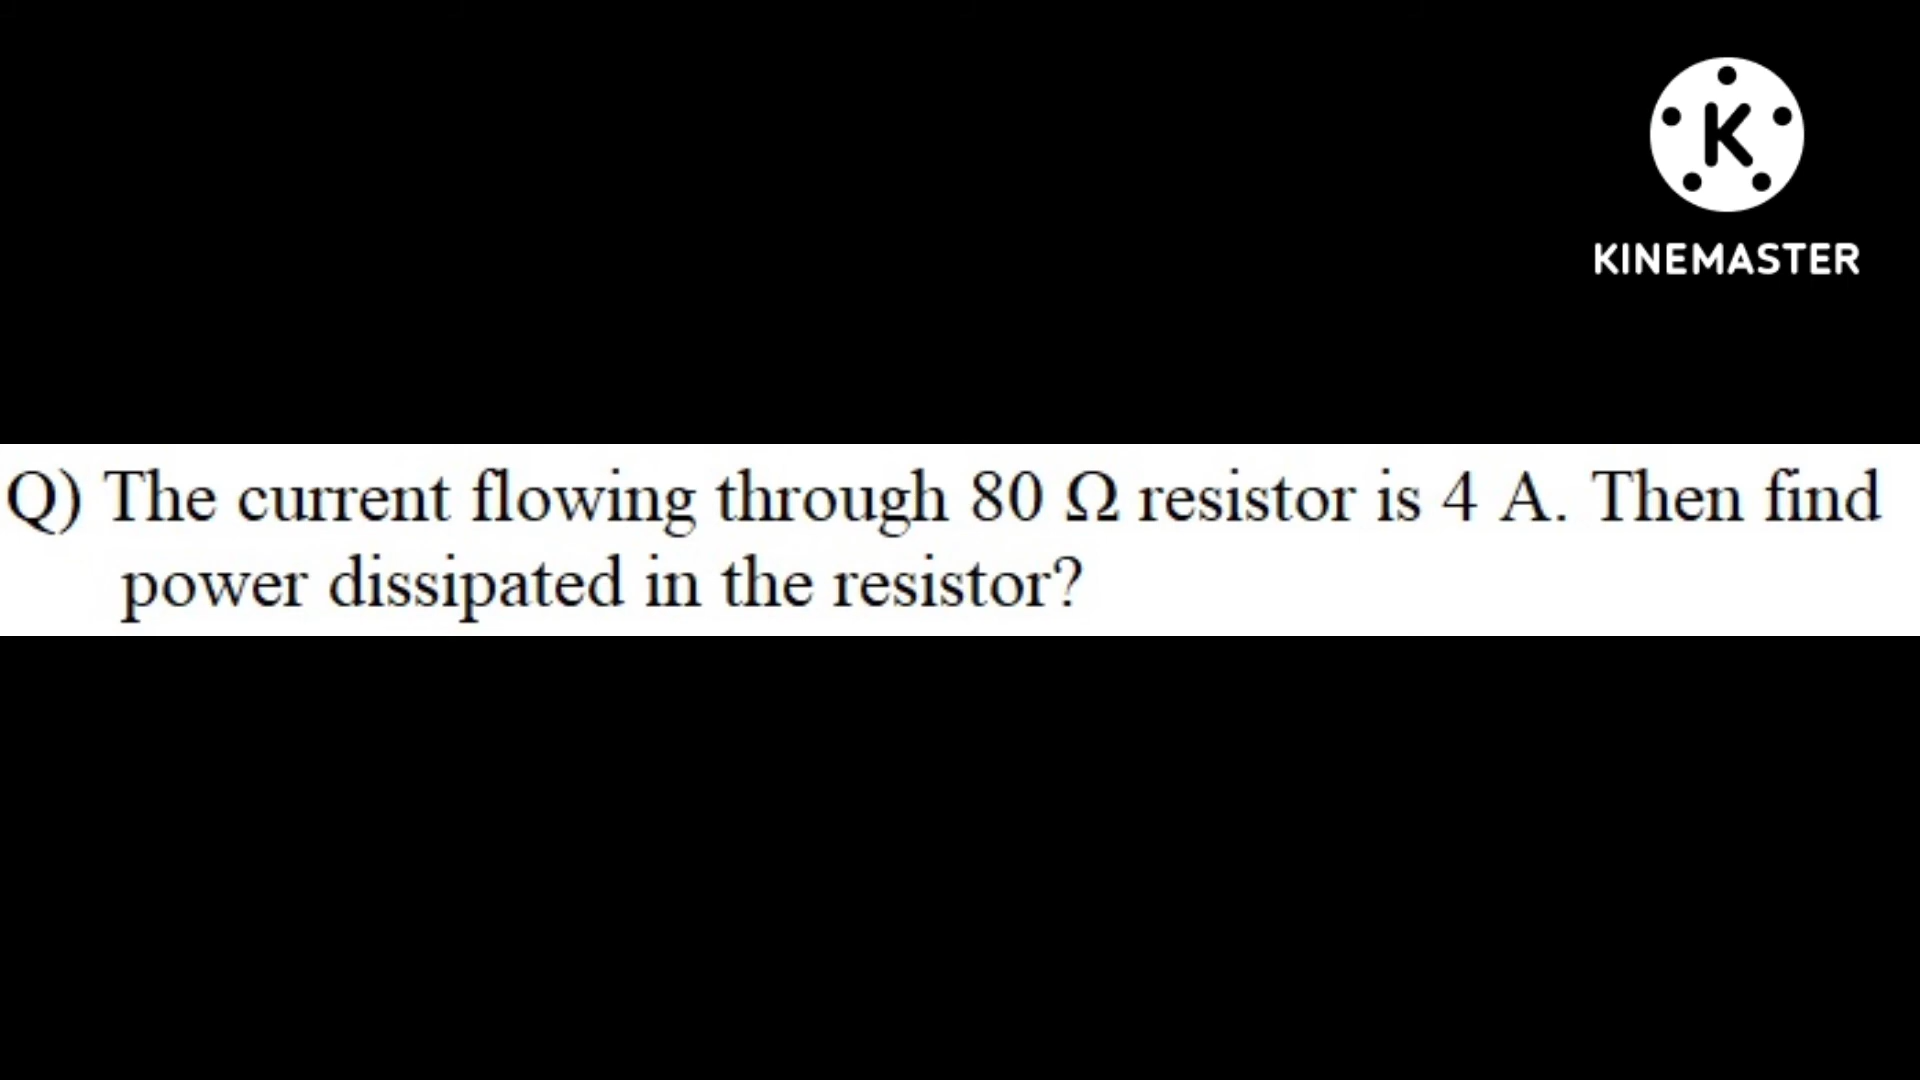 K
KINEMASTER
Q) The current flowing through 80 Ω resistor is 4 A. Then find
power dissipated in the resistor?